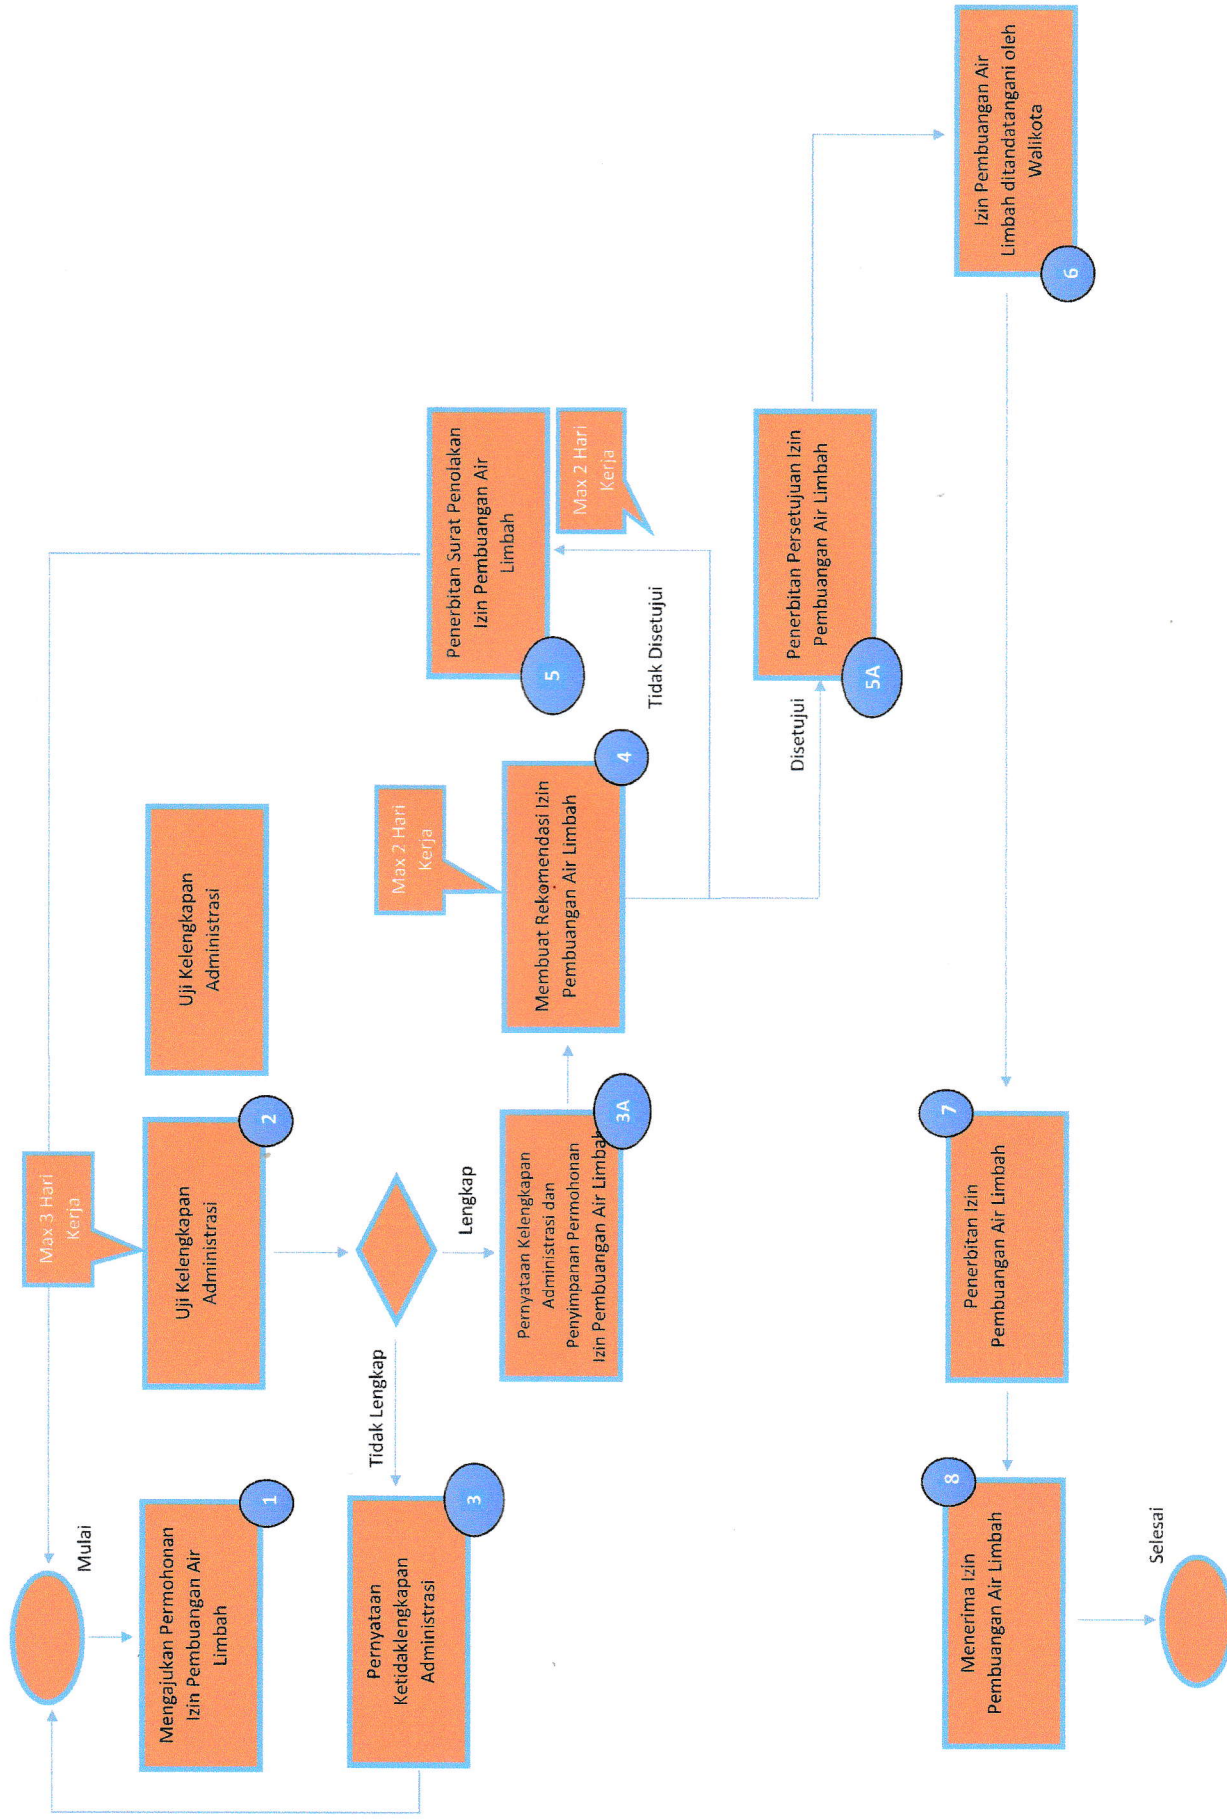 Mulai
Mengajukan Permohonan
Izin Pembuangan Air
Limbah
1
Max 3 Hari
Kerja
Uji Kelengkapan
Administrasi
2
Uji Kelengkapan
Administrasi
Tidak Lengkap
Lengkap
Pernyataan
Ketidaklengkapan
Administrasi
3
Pernyataan Kelengkapan
Administrasi dan
Penyimpanan Permohonan
Izin Pembuangan Air Limbah
3A
Max 2 Hari
Kerja
Membuat Rekomendasi Izin
Pembuangan Air Limbah
4
Penerbitan Surat Penolakan
Izin Pembuangan Air
Limbah
5
Max 2 Hari
Kerja
Tidak Disetujui
Disetujui
Penerbitan Persetujuan Izin
Pembuangan Air Limbah
5A
Izin Pembuangan Air
Limbah ditandatangani oleh
Walikota
6
Penerbitan Izin
Pembuangan Air Limbah
7
Menerima Izin
Pembuangan Air Limbah
8
Selesai